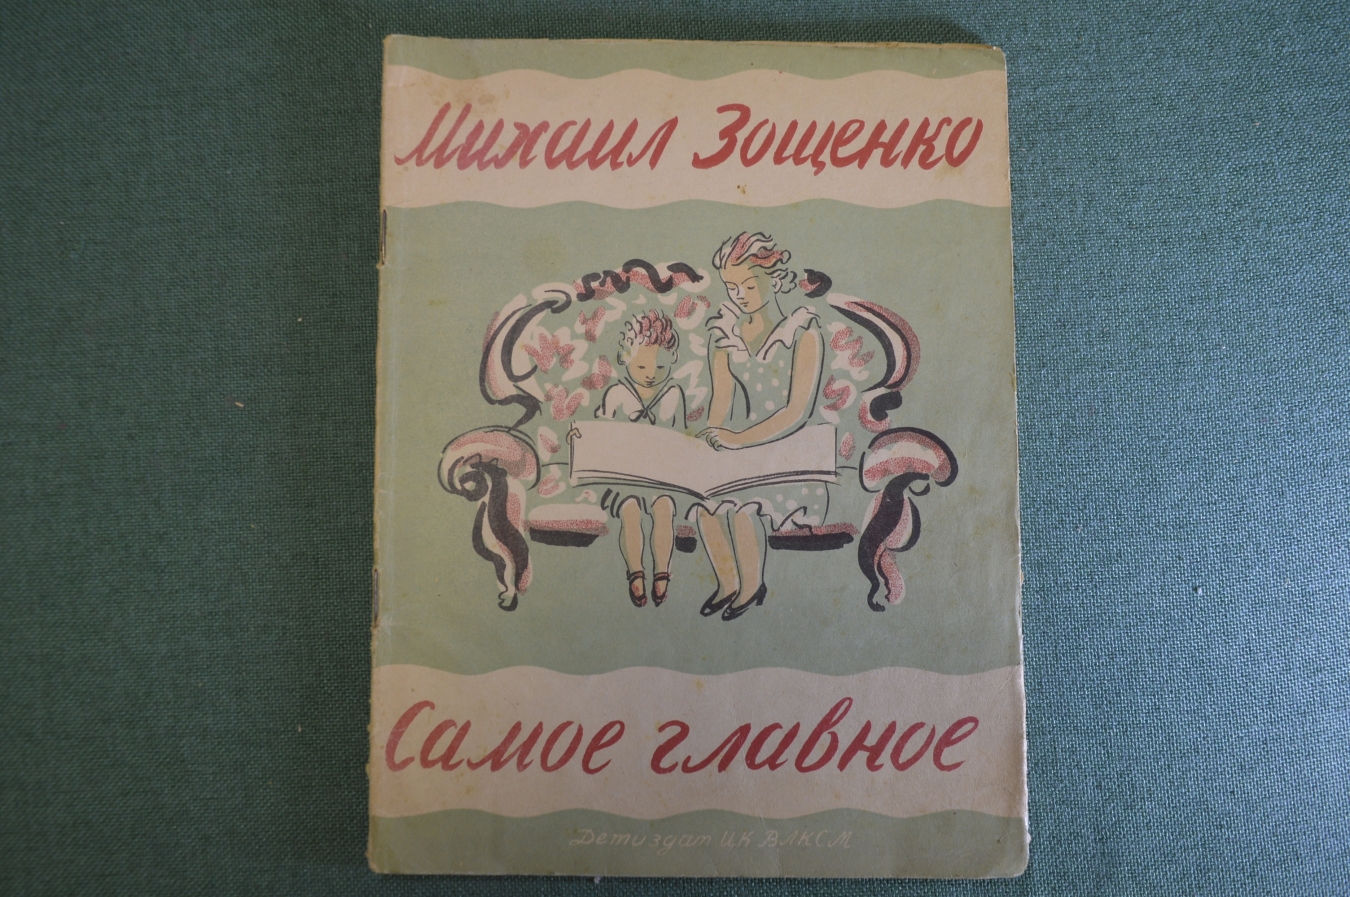 Михаил Зощенко
Самое главное
Детиздат ЦК ВЛКСМ